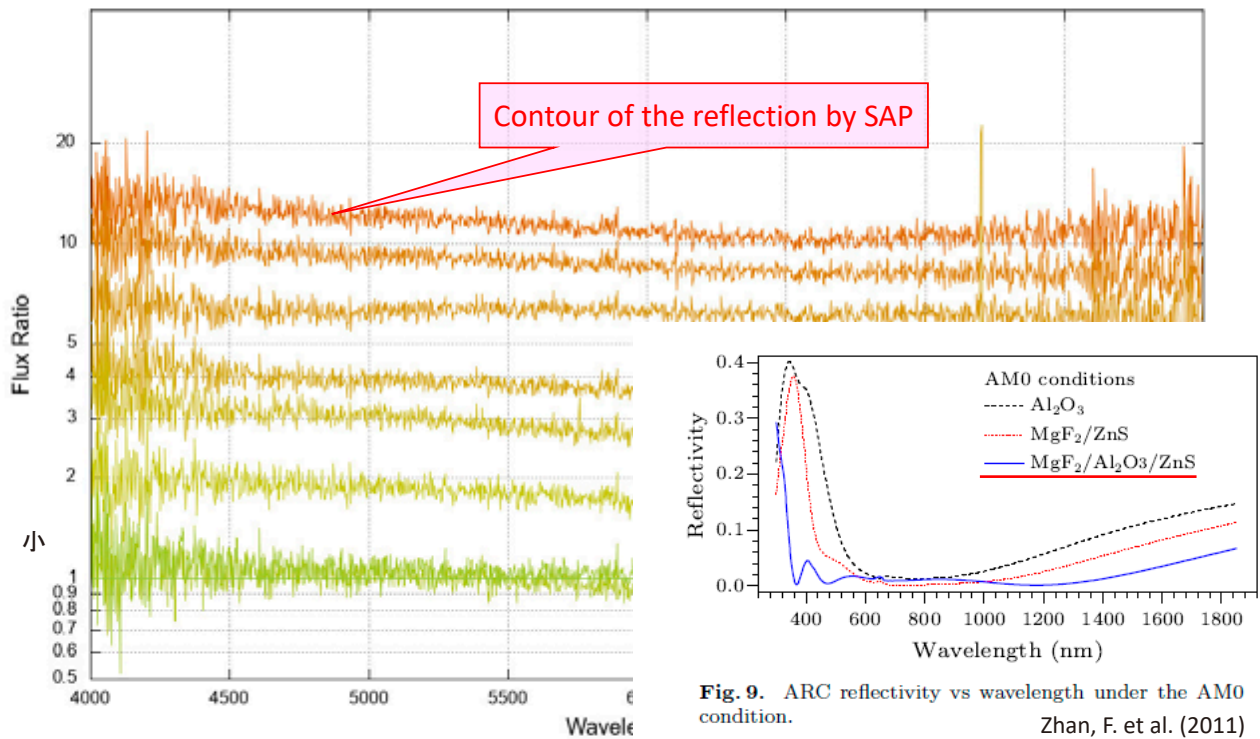 Contour of the reflection by SAP
20
10
5
4
3
2
1
0.9
0.8
0.7
0.6
0.5
Flux Ratio
小
4000 4500 5000 5500
0.4
0.3
0.2
0.1
0.0
Reflectivity
AM0 conditions
Al₂O₃
MgF₂/ZnS
MgF₂/Al₂O₃/ZnS
400 600 800 1000 1200 1400 1600 1800
Wavelength (nm)
Fig. 9. ARC reflectivity vs wavelength under the AM0
condition.
Zhan, F. et al. (2011)